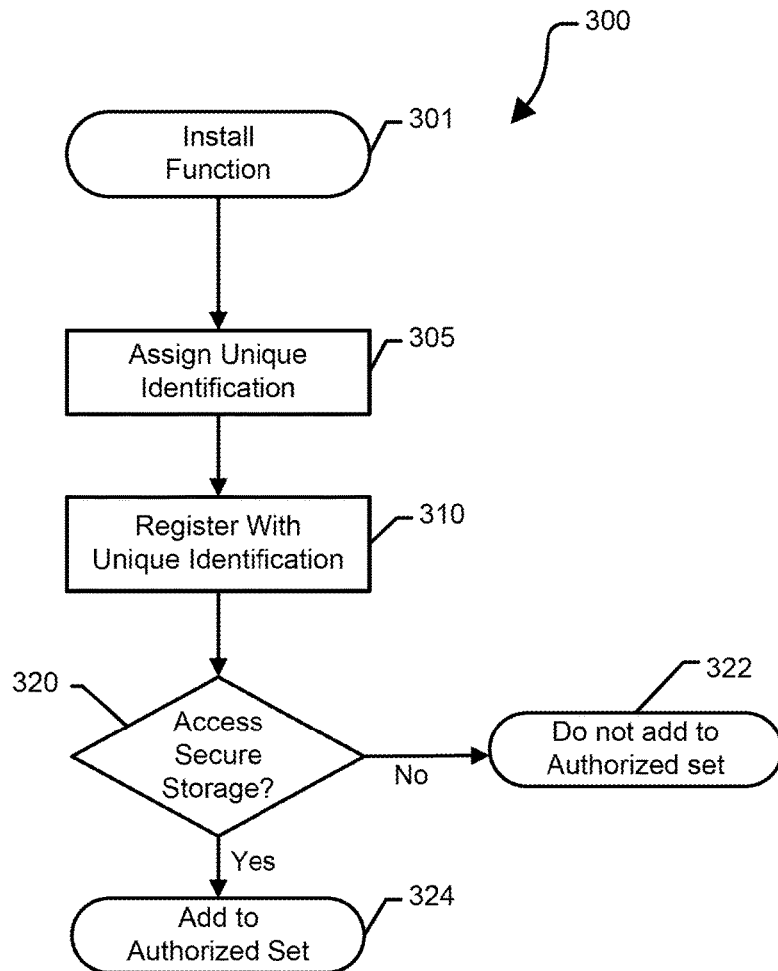 300
Install
Function
301
Assign Unique
Identification
305
Register With
Unique Identification
310
320
Access
Secure
Storage?
No
322
Do not add to
Authorized set
Yes
Add to
Authorized Set
324